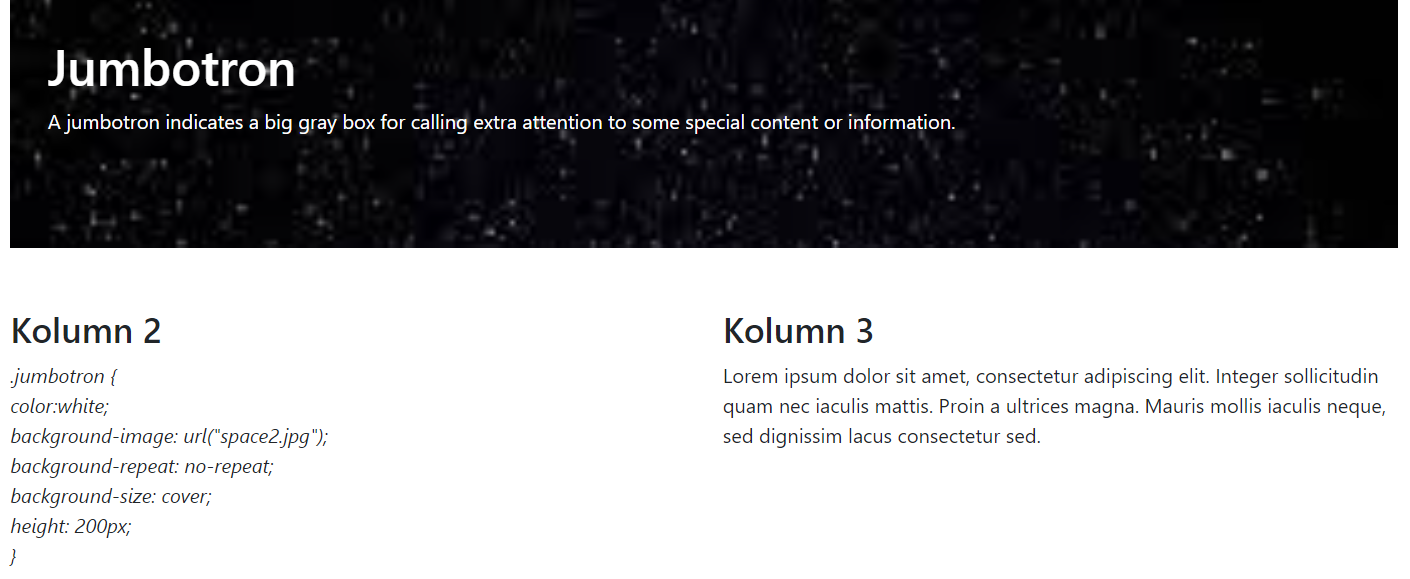 Jumbotron
A jumbotron indicates a big gray box for calling extra attention to some special content or information.
Kolumn 2
.jumbotron {
color:white;
background-image: url("space2.jpg");
background-repeat: no-repeat;
background-size: cover;
height: 200px;
}
Kolumn 3
Lorem ipsum dolor sit amet, consectetur adipiscing elit. Integer sollicitudin
quam nec iaculis mattis. Proin a ultrices magna. Mauris mollis iaculis neque,
sed dignissim lacus consectetur sed.